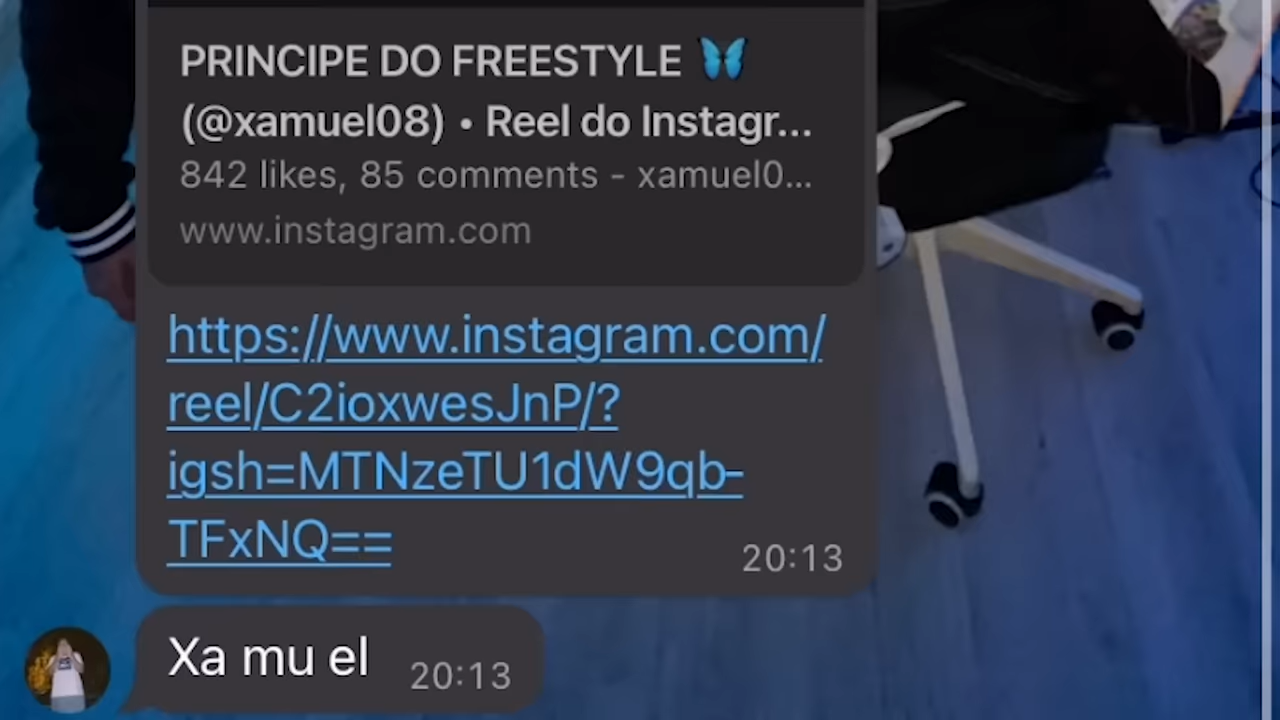 PRINCIPE DO FREESTYLE 🦋
(@xamuel08) • Reel do Instagr...
842 likes, 85 comments - xamuel0...
www.instagram.com
https://www.instagram.com/
reel/C2ioxwesJnP/?
igsh=MTNzeTU1dW9qb-
TFxNQ==
20:13
Xa mu el 20:13